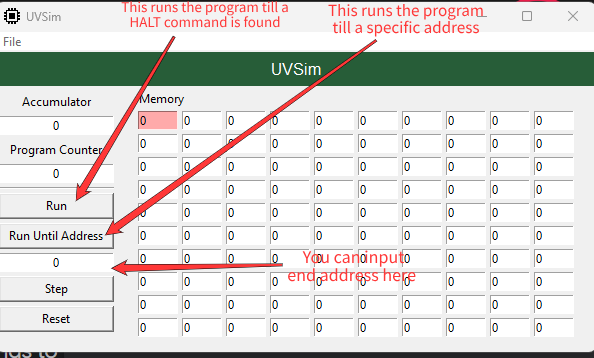 This runs the program till a
HALT command is found
This runs the program
till a specific address
UVSim
File
UVSim
Accumulator
0
Program Counter
0
Run
Run Until Address
0
Step
Reset
Memory
0 0 0 0 0 0 0 0 0 0
0 0 0 0 0 0 0 0 0 0
0 0 0 0 0 0 0 0 0 0
0 0 0 0 0 0 0 0 0 0
0 0 0 0 0 0 0 0 0 0
0 0 0 0 0 0 0 0 0 0
0 0 0 0 0 0 0 0 0 0
0 0 0 0 0 0 0 0 0 0
0 0 0 0 0 0 0 0 0 0
0 0 0 0 0 0 0 0 0 0
You can input
end address here